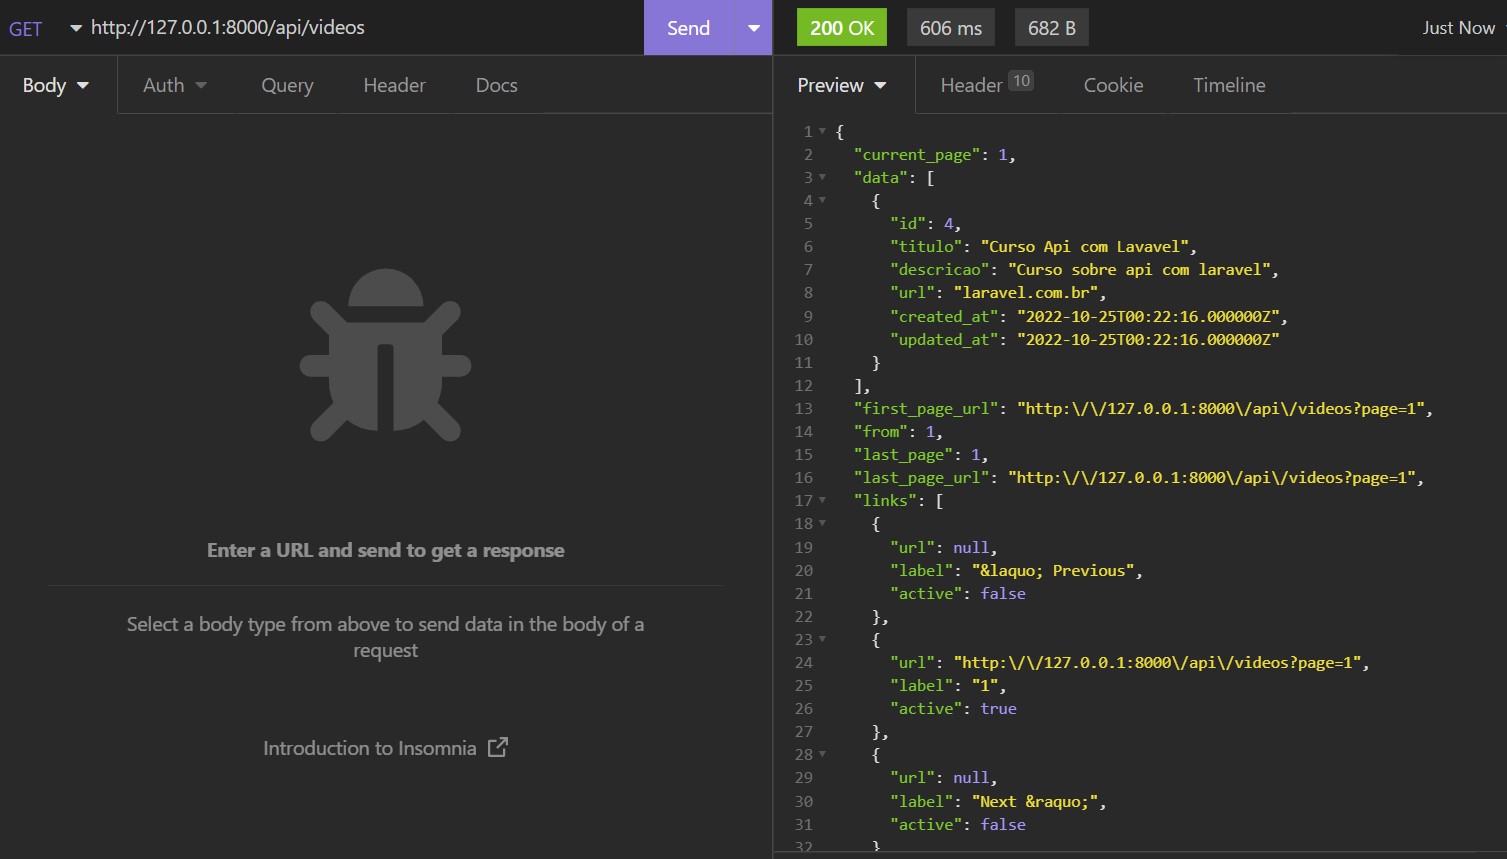 GET http://127.0.0.1:8000/api/videos Send 200 OK 606 ms 682 B Just Now
Body Auth Query Header Docs Preview Header 10 Cookie Timeline
Enter a URL and send to get a response
Select a body type from above to send data in the body of a
request
Introduction to Insomnia
1 {
2 "current_page": 1,
3 "data": [
4 {
5 "id": 4,
6 "titulo": "Curso Api com Lavavel",
7 "descricao": "Curso sobre api com laravel",
8 "url": "laravel.com.br",
9 "created_at": "2022-10-25T00:22:16.000000Z",
10 "updated_at": "2022-10-25T00:22:16.000000Z"
11 }
12 ],
13 "first_page_url": "http:\/\/127.0.0.1:8000\/api\/videos?page=1",
14 "from": 1,
15 "last_page": 1,
16 "last_page_url": "http:\/\/127.0.0.1:8000\/api\/videos?page=1",
17 "links": [
18 {
19 "url": null,
20 "label": "&laquo; Previous",
21 "active": false
22 },
23 {
24 "url": "http:\/\/127.0.0.1:8000\/api\/videos?page=1",
25 "label": "1",
26 "active": true
27 },
28 {
29 "url": null,
30 "label": "Next &raquo;",
31 "active": false
32 }